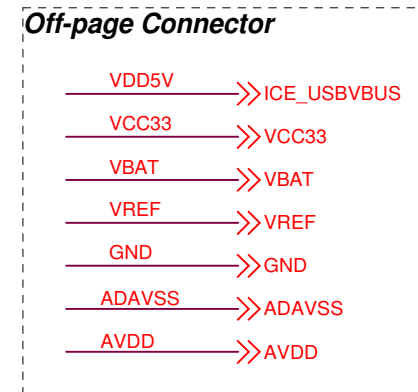 Off-page Connector
VDD5V ICE_USBVBUS
VCC33 VCC33
VBAT VBAT
VREF VREF
GND GND
ADAVSS ADAVSS
AVDD AVDD